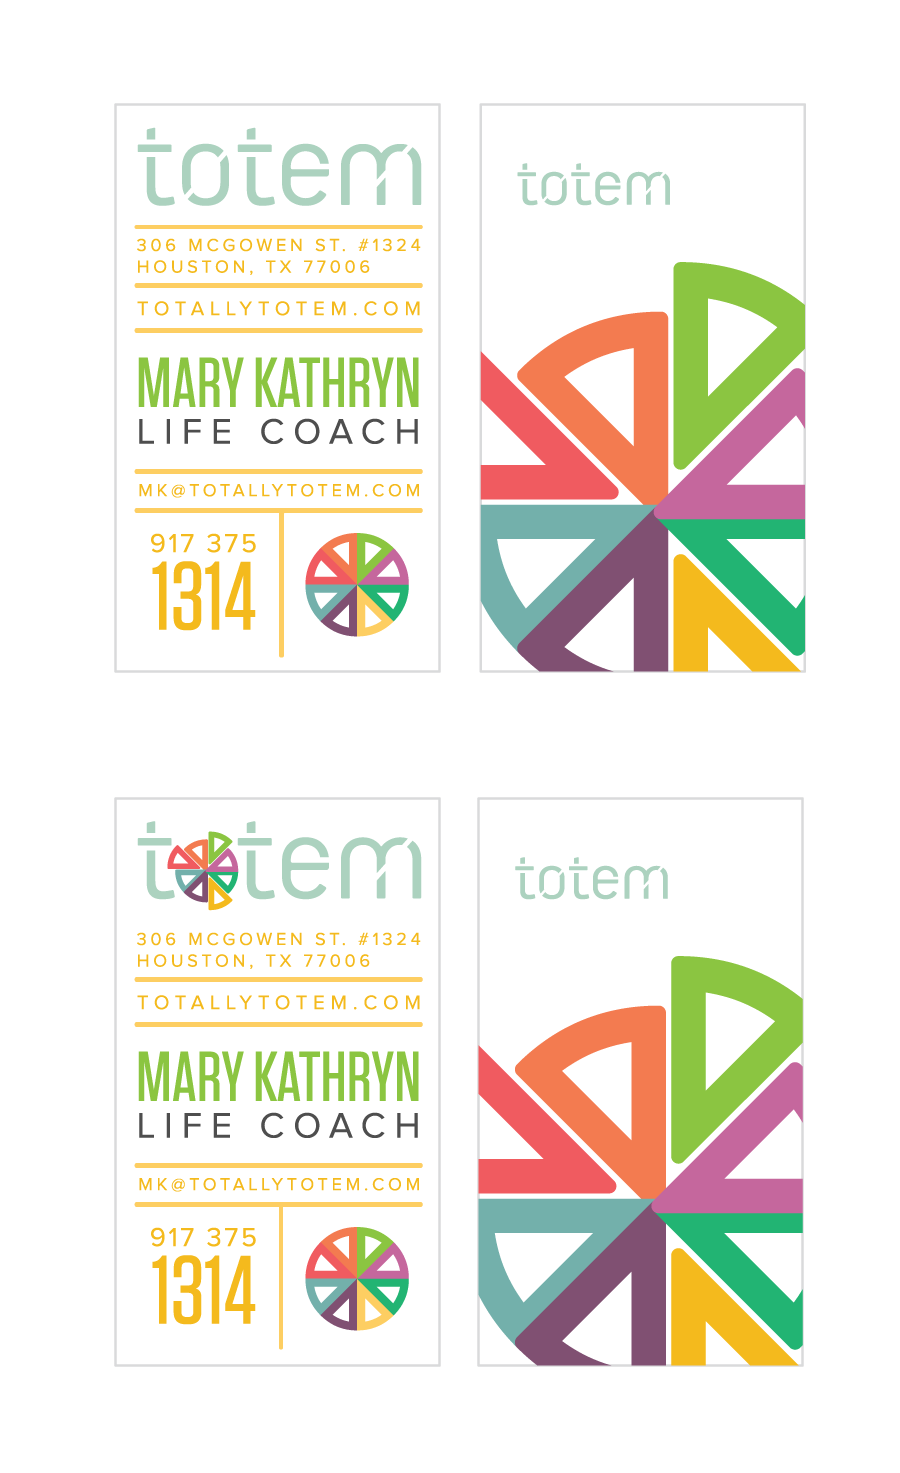 totem
306 MCGOWEN ST. #1324
HOUSTON, TX 77006
TOTALLYTOTEM.COM
MARY KATHRYN
LIFE COACH
MK@TOTALLYTOTEM.COM
917 375
1314
totem
totem
306 MCGOWEN ST. #1324
HOUSTON, TX 77006
TOTALLYTOTEM.COM
MARY KATHRYN
LIFE COACH
MK@TOTALLYTOTEM.COM
917 375
1314
totem